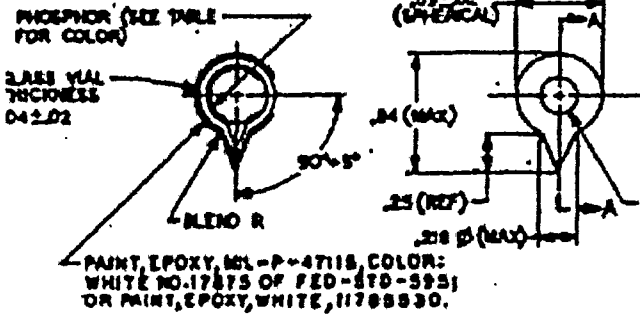 PHOSPHOR (SEE TABLE
FOR COLOR)
GLASS VIAL
THICKNESS
.04±.02
BLEND R
90°±5°
PAINT, EPOXY, MIL-P-47115, COLOR:
WHITE NO.17875 OF FED-STD-595;
OR PAINT, EPOXY, WHITE, 11785530.
(SPHERICAL)
A
.84 (MAX)
.25 (REF)
A
.218 Ø (MAX)